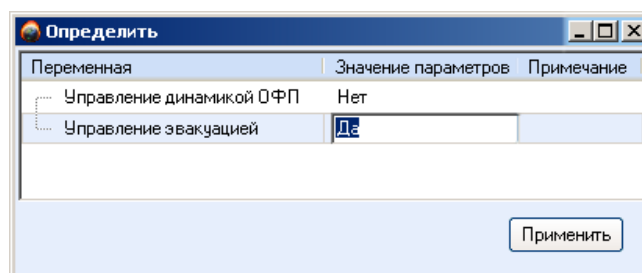 Определить
Переменная Значение параметров Примечание
Управление динамикой ОФП Нет
Управление эвакуацией Да
Применить